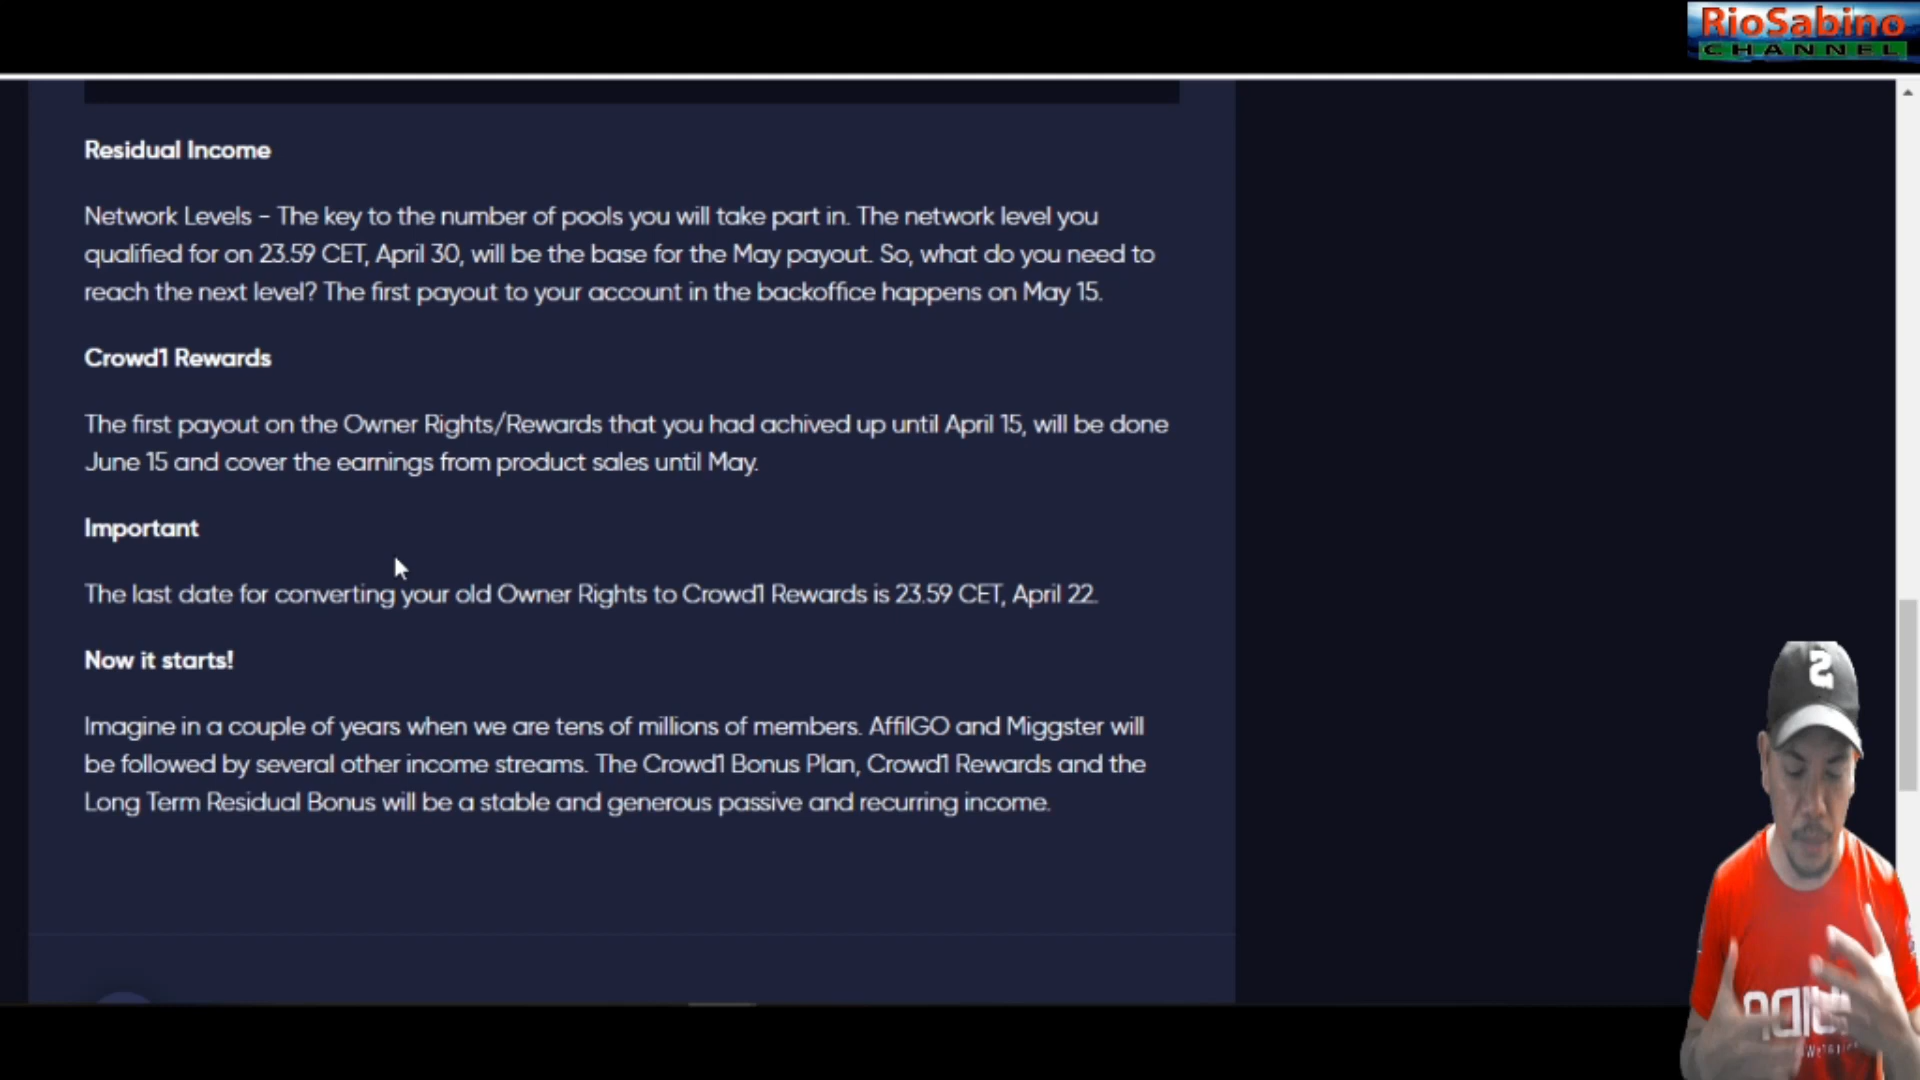 RioSabino
CHANNEL
Residual Income
Network Levels - The key to the number of pools you will take part in. The network level you
qualified for on 23.59 CET, April 30, will be the base for the May payout. So, what do you need to
reach the next level? The first payout to your account in the backoffice happens on May 15.
Crowd1 Rewards
The first payout on the Owner Rights/Rewards that you had achived up until April 15, will be done
June 15 and cover the earnings from product sales until May.
Important
The last date for converting your old Owner Rights to Crowd1 Rewards is 23.59 CET, April 22.
Now it starts!
Imagine in a couple of years when we are tens of millions of members. AffilGO and Miggster will
be followed by several other income streams. The Crowd1 Bonus Plan, Crowd1 Rewards and the
Long Term Residual Bonus will be a stable and generous passive and recurring income.